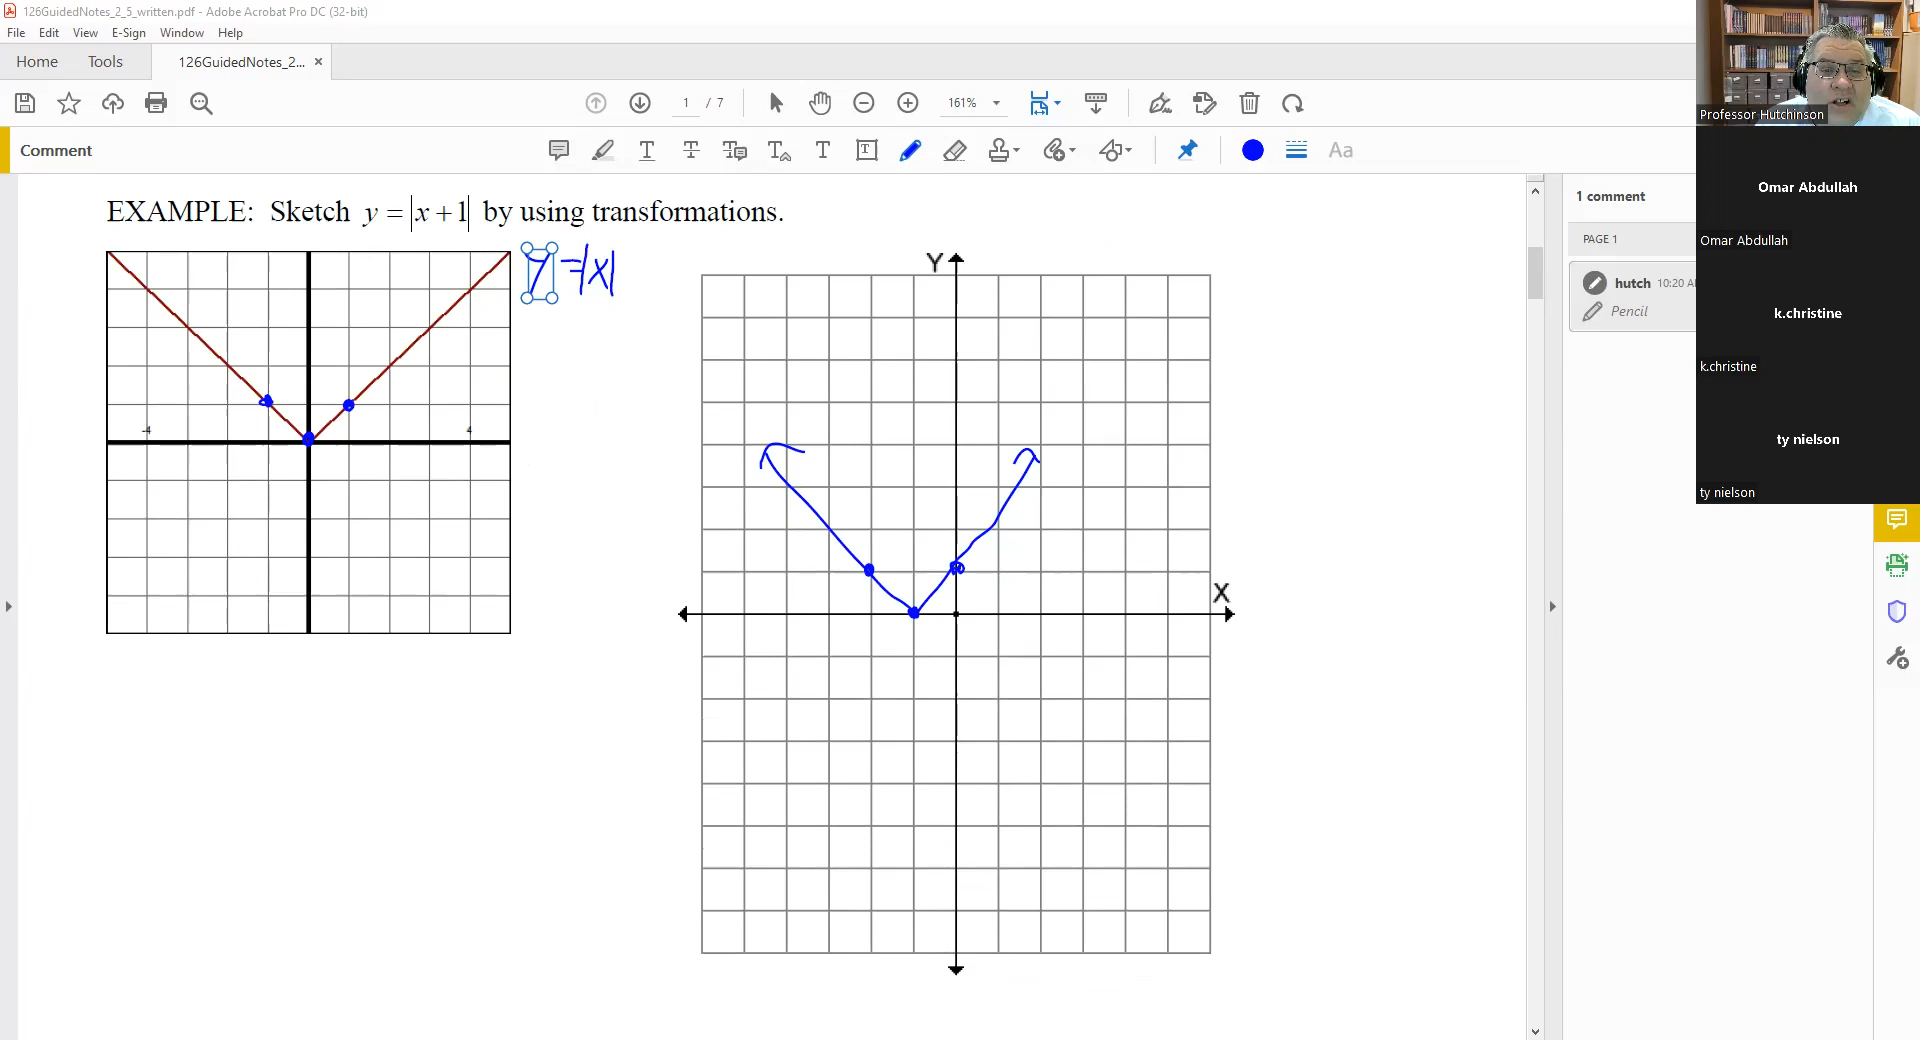 126GuidedNotes_2_5_written.pdf - Adobe Acrobat Pro DC (32-bit)
File Edit View E-Sign Window Help
Home Tools 126GuidedNotes_2... ×
1 / 7 161%
Comment
Aa
EXAMPLE: Sketch y = |x + 1| by using transformations.
y = |x|
-4 4
Y
X
1 comment
PAGE 1
hutch 10:20 A
Pencil
Professor Hutchinson
Omar Abdullah
Omar Abdullah
k.christine
k.christine
ty nielson
ty nielson